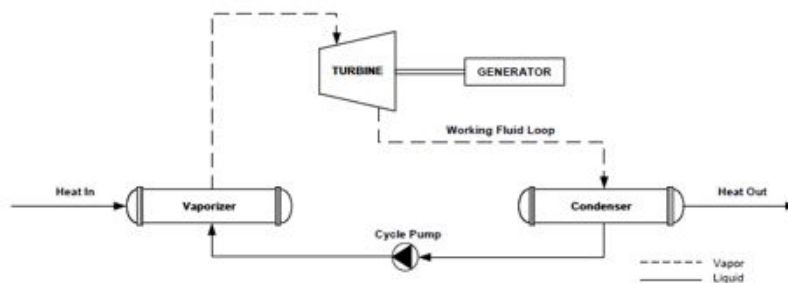 TURBINE
GENERATOR
Working Fluid Loop
Heat In
Vaporizer
Condenser
Heat Out
Cycle Pump
Vapor
Liquid